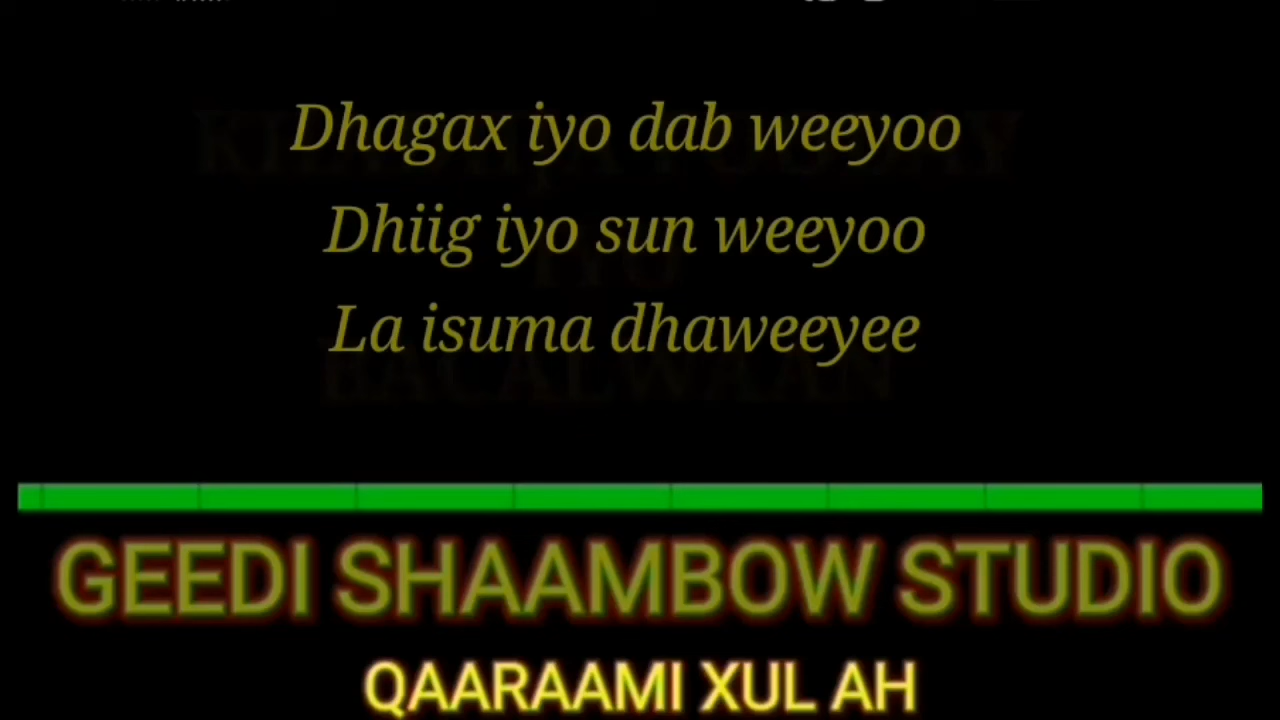 Dhagax iyo dab weeyoo
Dhiig iyo sun weeyoo
La isuma dhaweeyee
GEEDI SHAAMBOW STUDIO
QAARAAMI XUL AH